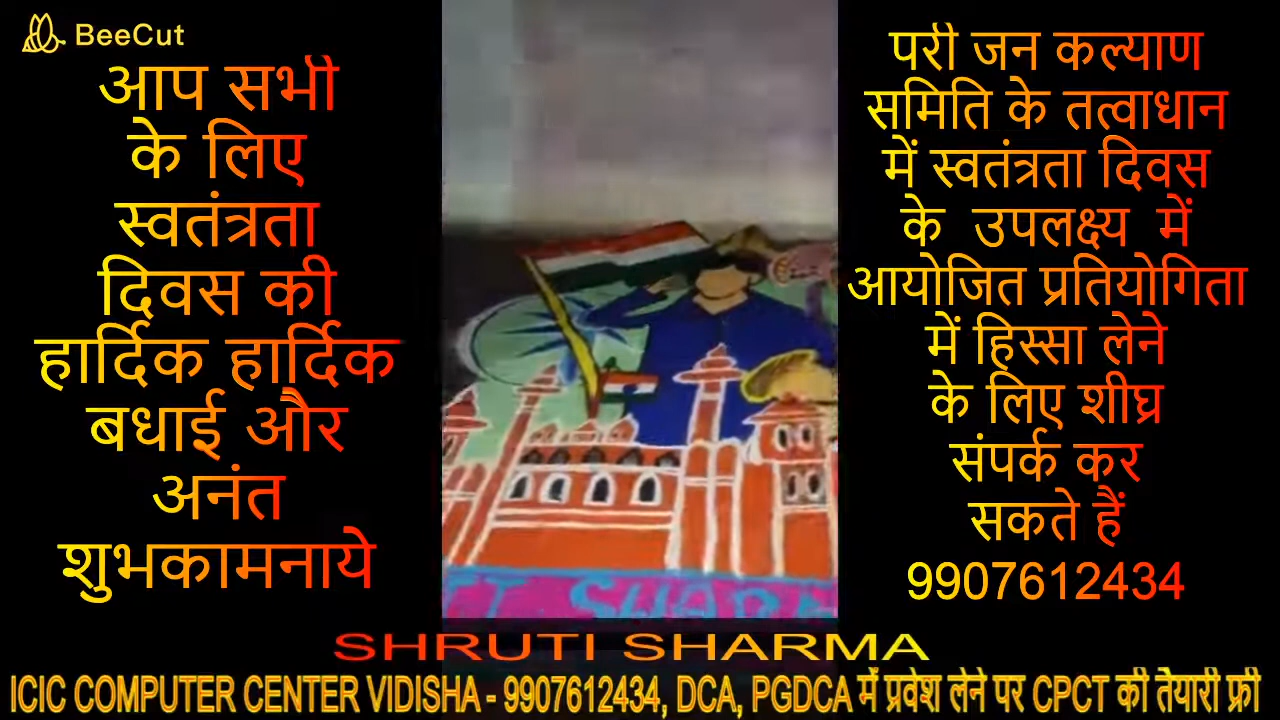 BeeCut
आप सभी
के लिए
स्वतंत्रता
दिवस की
हार्दिक हार्दिक
बधाई और
अनंत
शुभकामनाये
परी जन कल्याण
समिति के तत्वाधान
में स्वतंत्रता दिवस
के उपलक्ष्य में
आयोजित प्रतियोगिता
में हिस्सा लेने
के लिए शीघ्र
संपर्क कर
सकते हैं
9907612434
SHRUTI SHARMA
ICIC COMPUTER CENTER VIDISHA - 9907612434, DCA, PGDCA में प्रवेश लेने पर CPCT की तैयारी फ्री